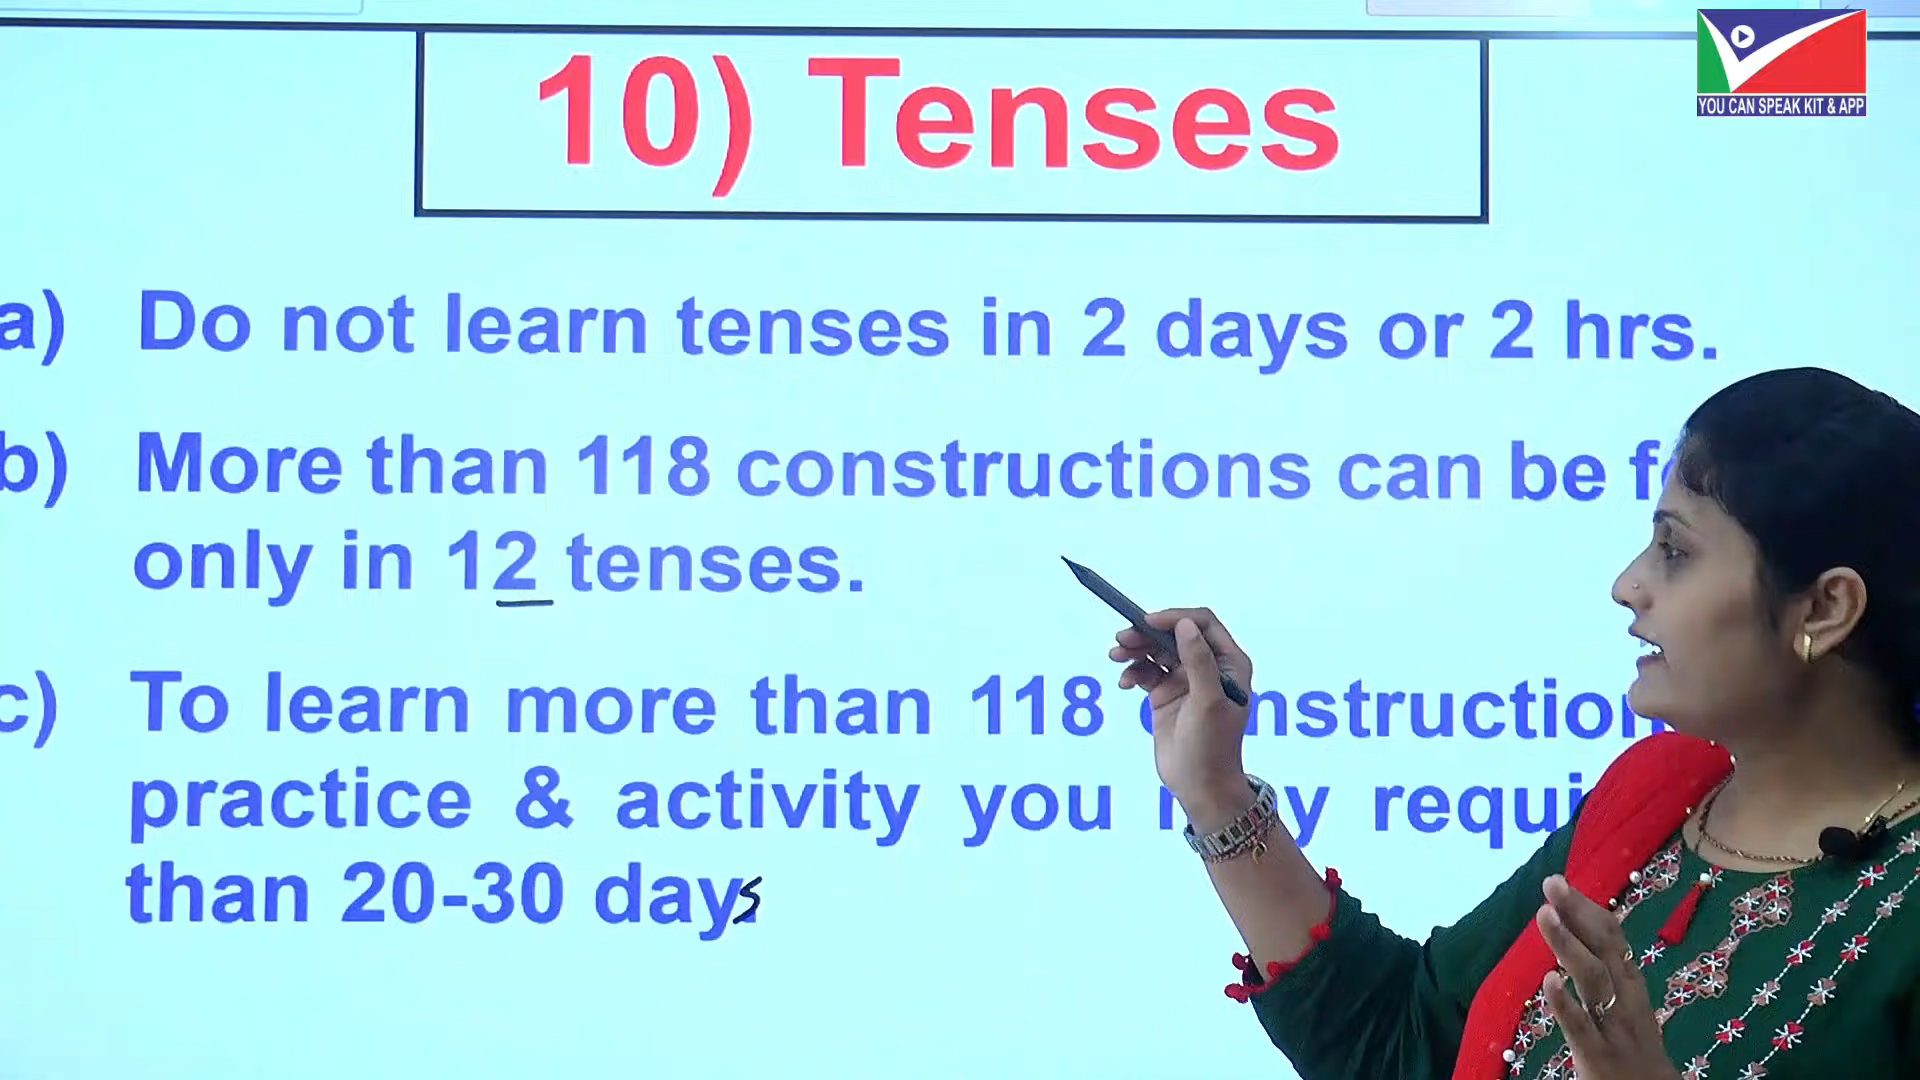 10) Tenses
YOU CAN SPEAK KIT & APP
a) Do not learn tenses in 2 days or 2 hrs.
b) More than 118 constructions can be
only in 12 tenses.
c) To learn more than 118
practice & activity you
than 20-30 days